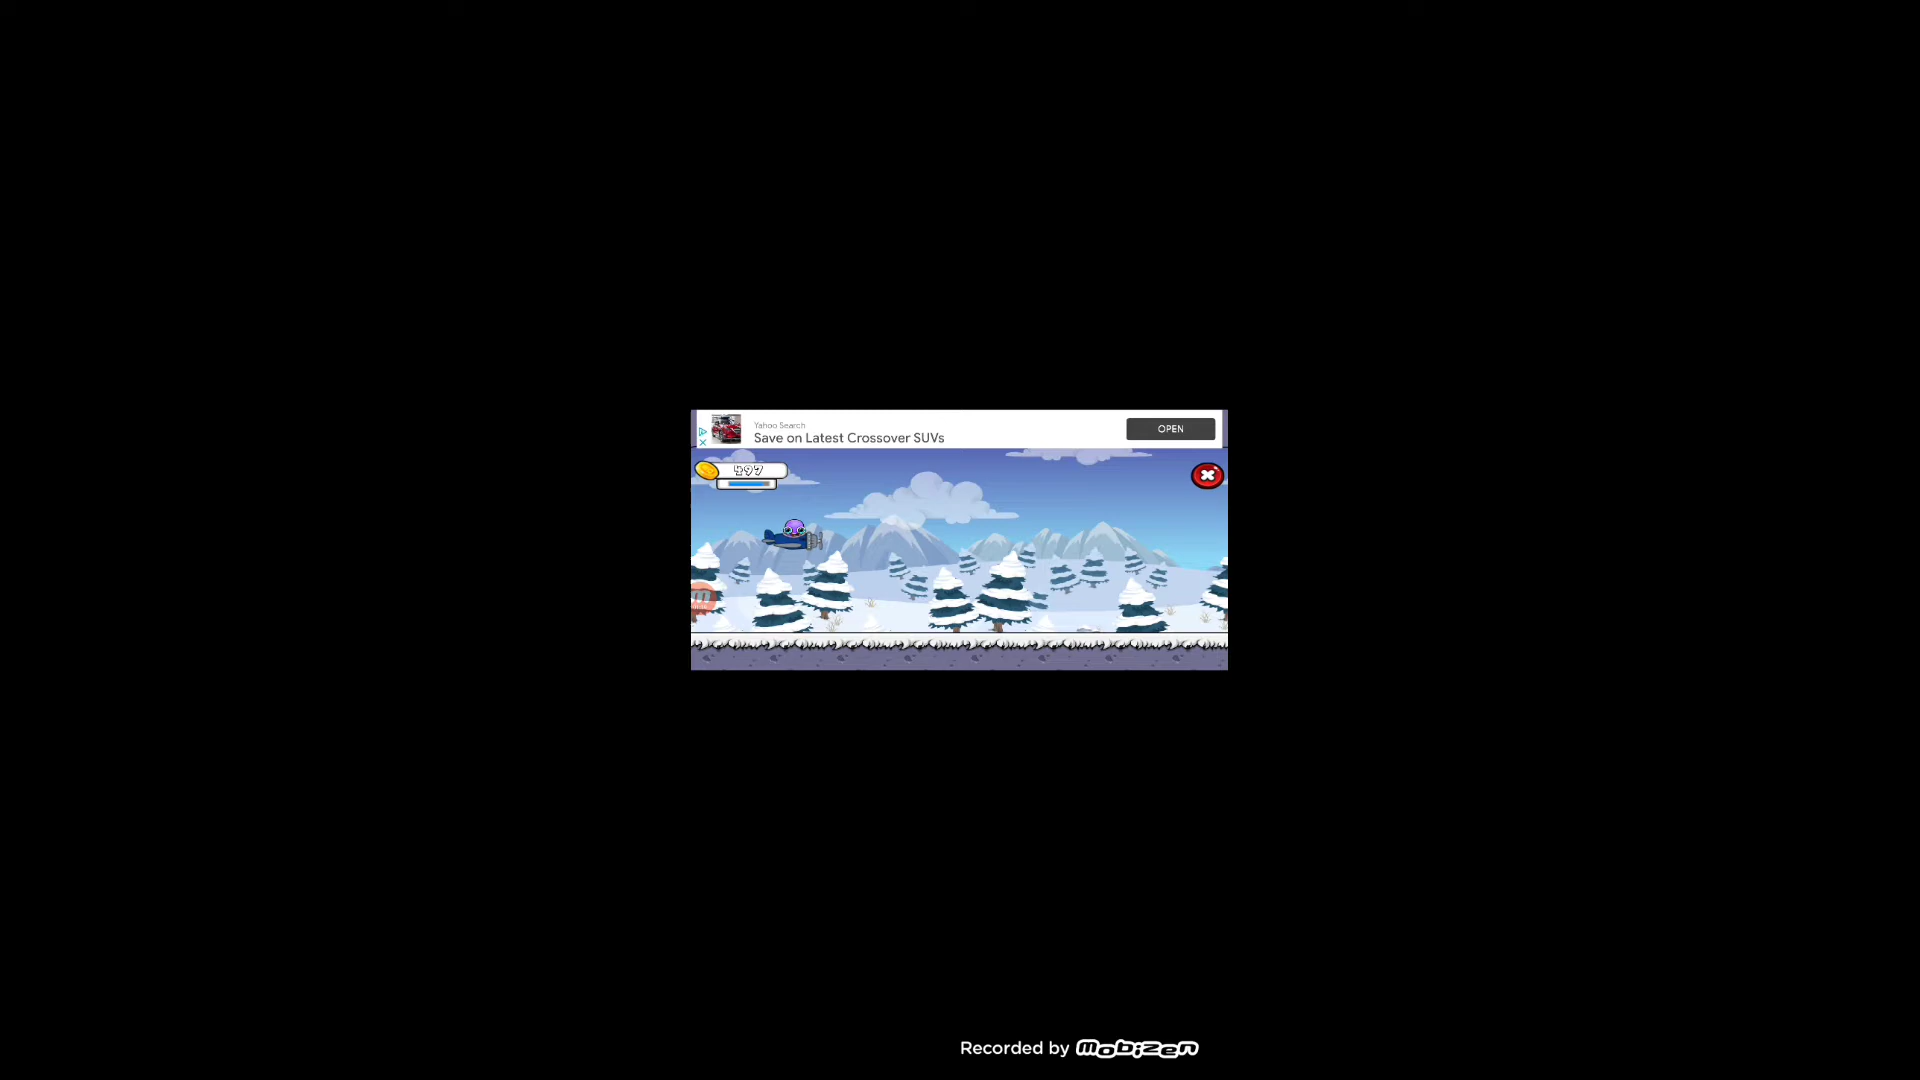 Yahoo Search
Save on Latest Crossover SUVs
OPEN
497
Recorded by Mobizen